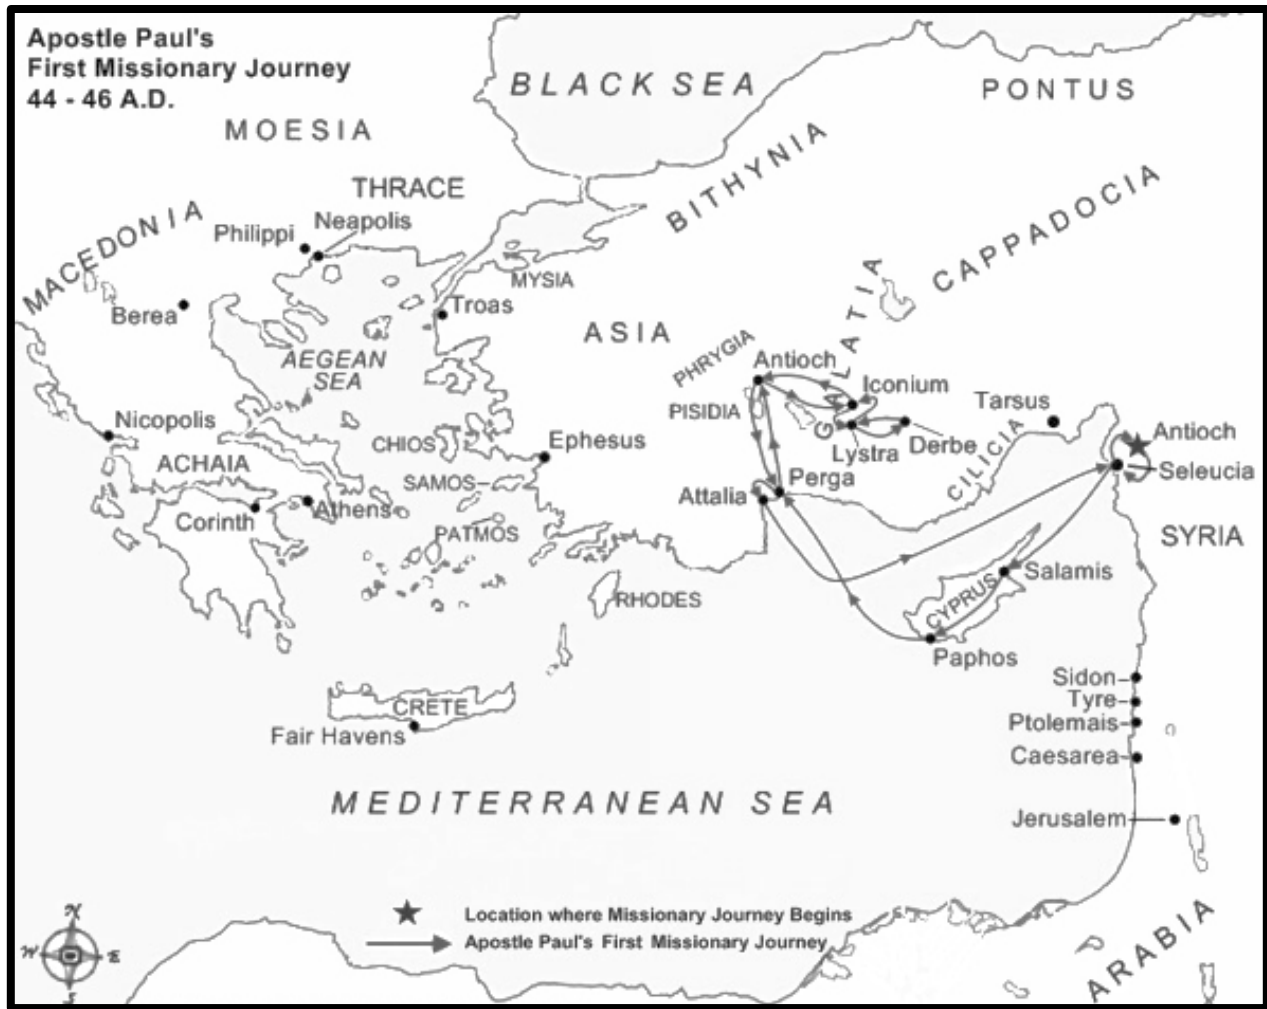 Apostle Paul's
First Missionary Journey
44 - 46 A.D.
BLACK SEA
PONTUS
MOESIA
BITHYNIA
THRACE
CAPPADOCIA
MACEDONIA
Neapolis
Philippi
MYSIA
Troas
Berea
ASIA
GALATIA
AEGEAN
SEA
PHRYGIA
Antioch
Iconium
PISIDIA
Tarsus
Nicopolis
Antioch
CHIOS
Ephesus
Lystra
Derbe
CILICIA
ACHAIA
Seleucia
SAMOS
Perga
Attalia
Athens
Corinth
PATMOS
SYRIA
Salamis
CYPRUS
RHODES
Paphos
Sidon
Tyre
CRETE
Ptolemais
Fair Havens
Caesarea
MEDITERRANEAN SEA
Jerusalem
Location where Missionary Journey Begins
Apostle Paul's First Missionary Journey
ARABIA
N
W
E
S